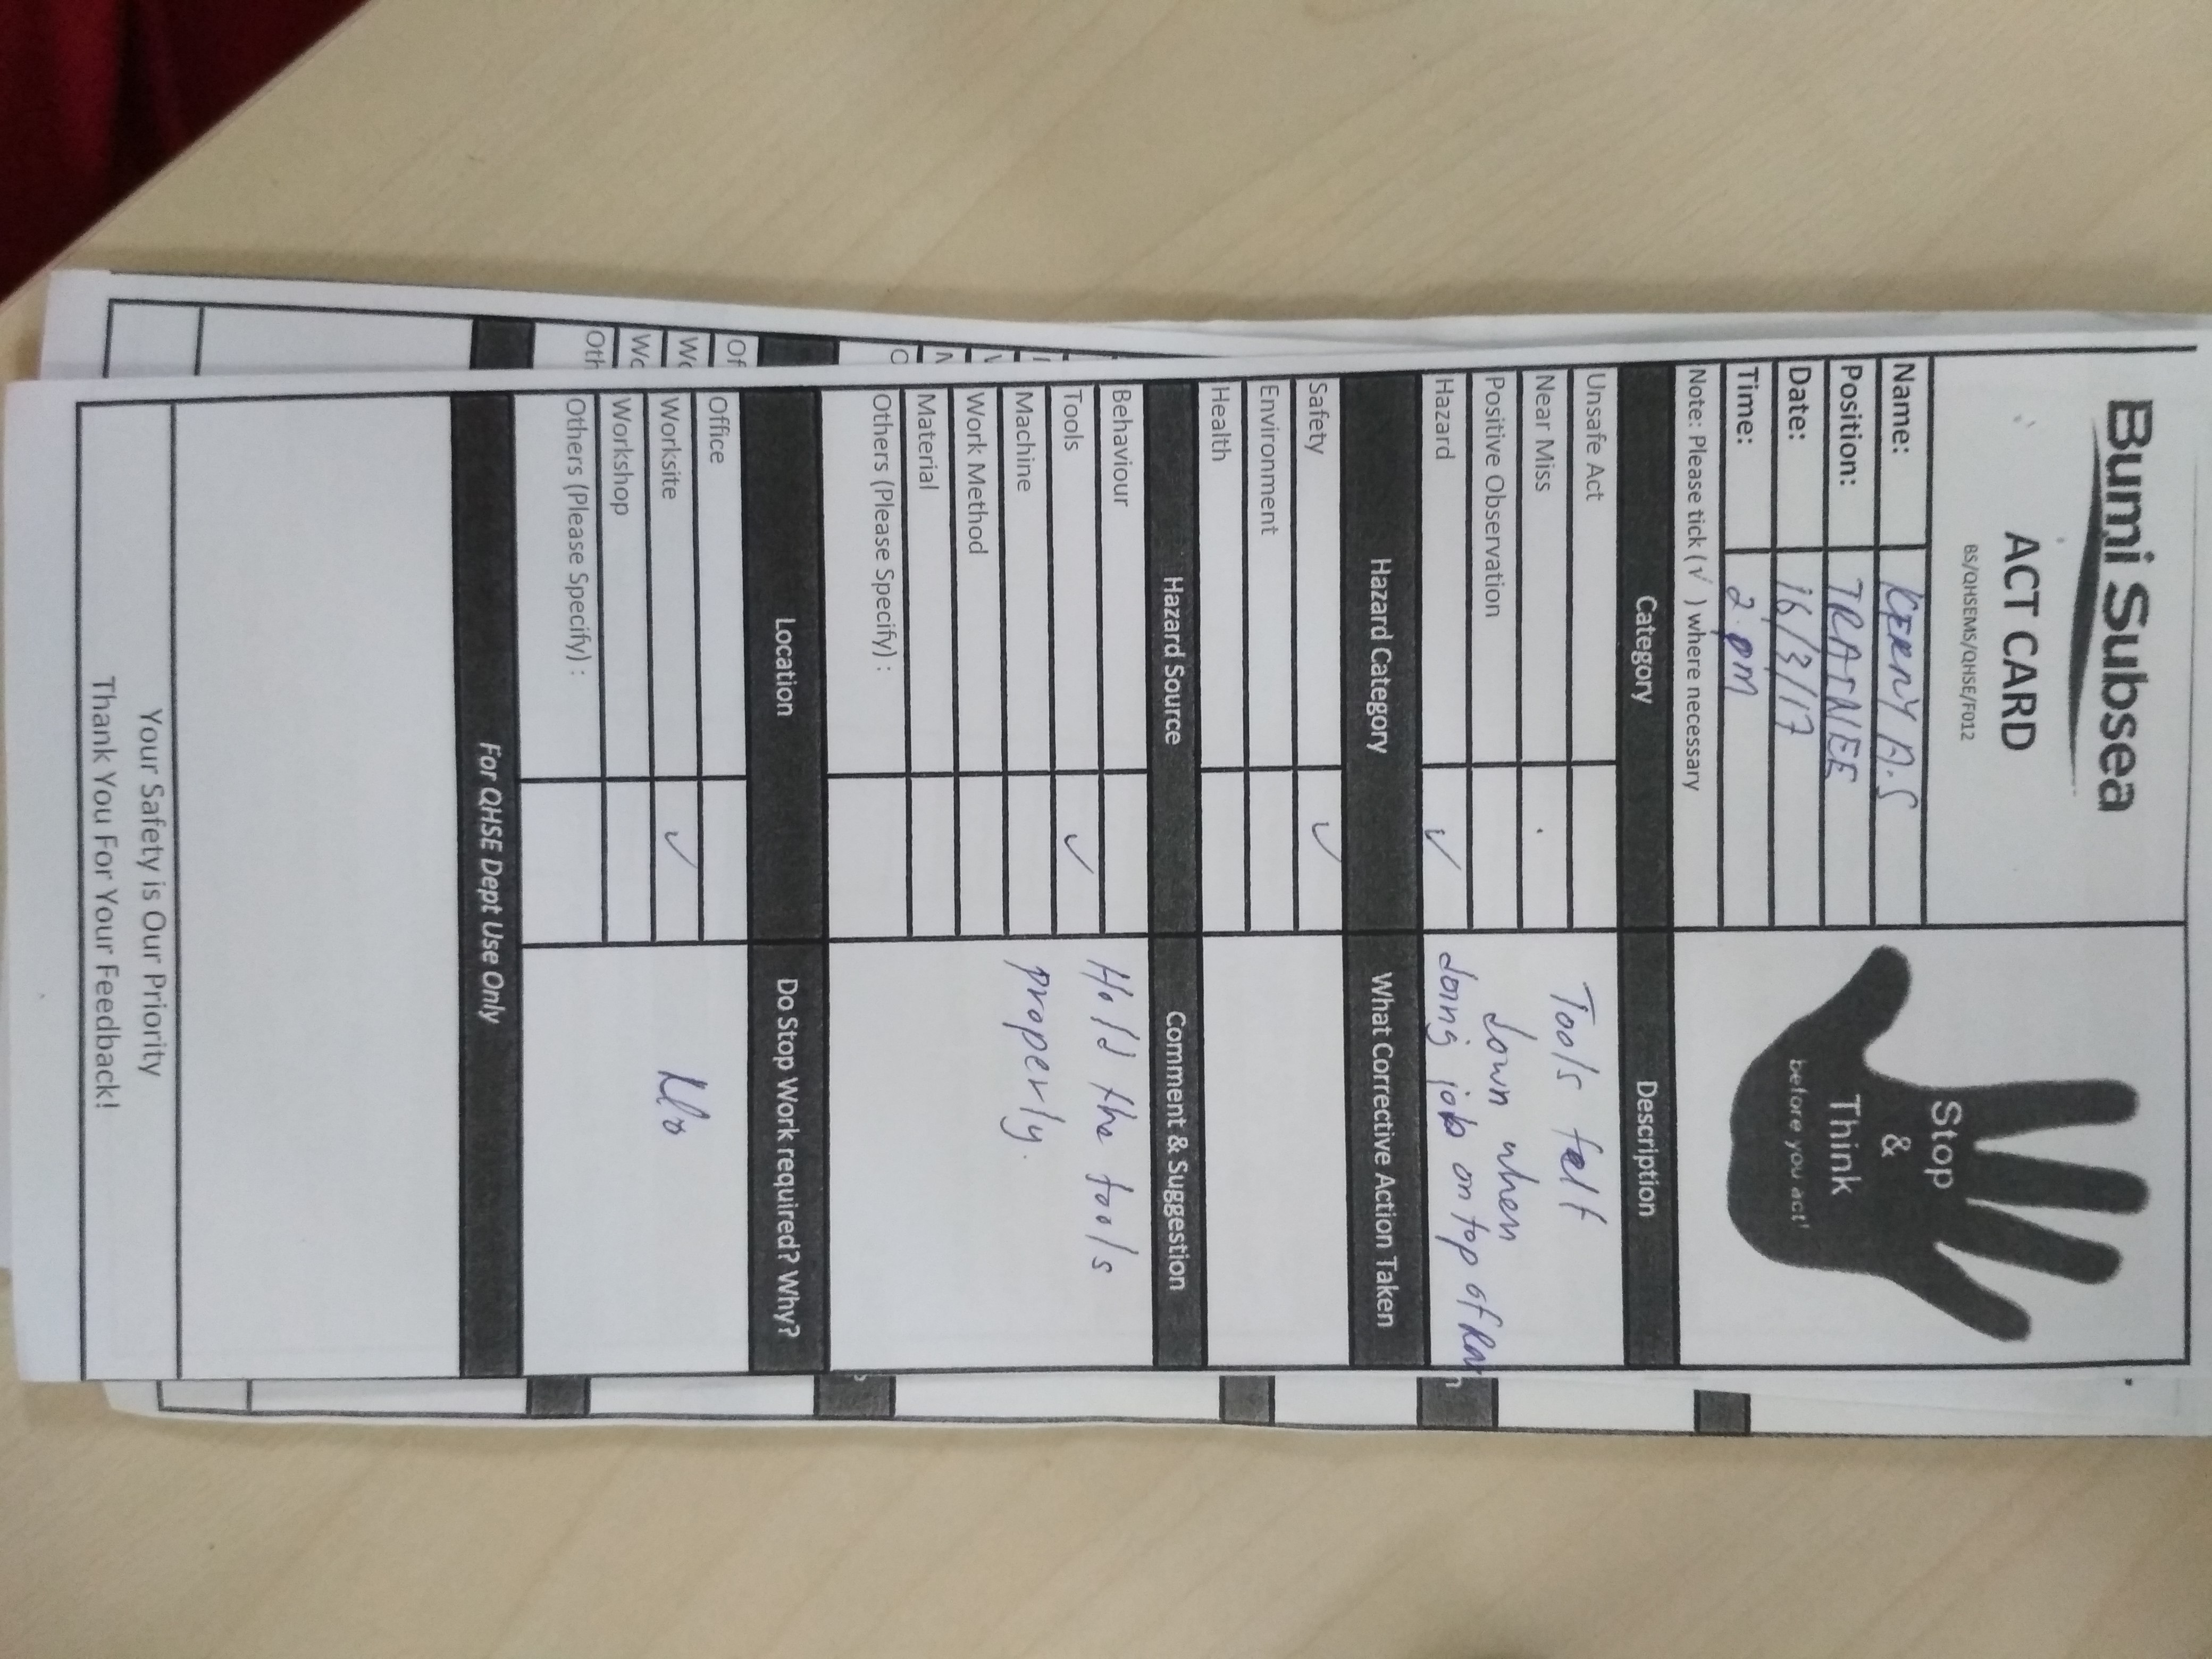 Bumi Subsea
ACT CARD
BS/QHSEMS/QHSE/F012
Stop
&
Think
before you act!
Name: KERNY A.S
Position: TRAINEE
Date: 16/3/17
Time: 2. pm
Note: Please tick (√ ) where necessary
Category Description
Unsafe Act
Near Miss
Positive Observation
Hazard ✓
Tools felt
down when
doing job on top of
Hazard Category What Corrective Action Taken
Safety ✓
Environment
Health
Hazard Source Comment & Suggestion
Behaviour
Tools ✓
Machine
Work Method
Material
Others (Please Specify) :
Hold the tools
properly.
Location Do Stop Work required? Why?
Office
Worksite ✓
Workshop
Others (Please Specify) :
No
For QHSE Dept Use Only
Your Safety is Our Priority
Thank You For Your Feedback!